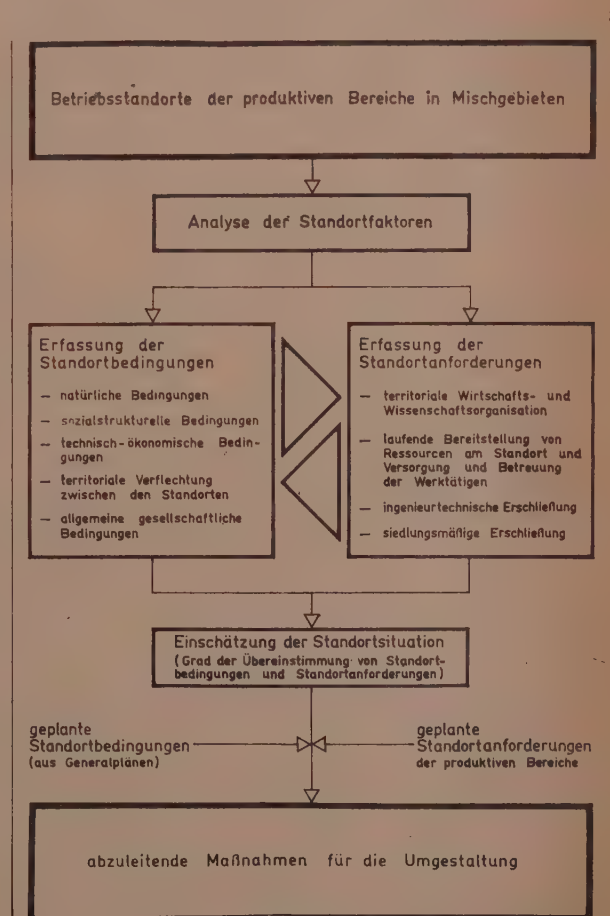 Betriebsstandorte der produktiven Bereiche in Mischgebieten
Analyse der Standortfaktoren
Erfassung der
Standortbedingungen
— natürliche Bedingungen
— sozialstrukturelle Bedingungen
— technisch-ökonomische Bedin-
gungen
— territoriale Verflechtung
zwischen den Standorten
— allgemeine gesellschaftliche
Bedingungen
Erfassung der
Standortanforderungen
— territoriale Wirtschafts- und
Wissenschaftsorganisation
— laufende Bereitstellung von
Ressourcen am Standort und
Versorgung und Betreuung
der Werktätigen
— ingenieurtechnische Erschließung
— siedlungsmäßige Erschließung
Einschätzung der Standortsituation
(Grad der Übereinstimmung von Standort-
bedingungen und Standortanforderungen)
geplante
Standortbedingungen
(aus Generalplänen)
geplante
Standortanforderungen
der produktiven Bereiche
abzuleitende Maßnahmen für die Umgestaltung